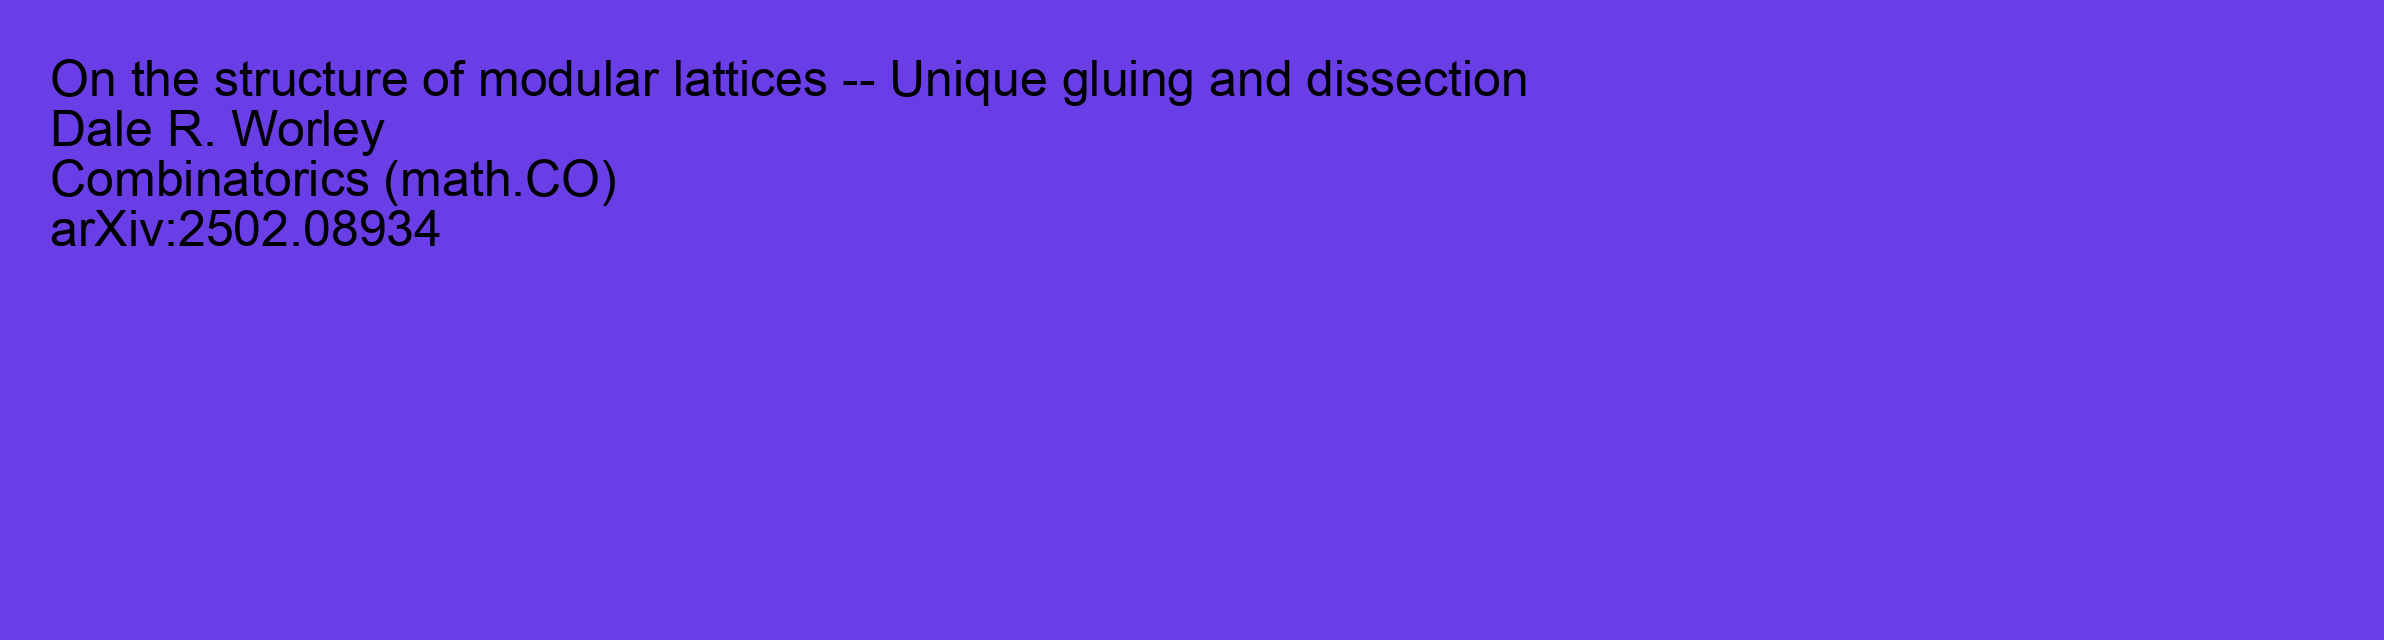 On the structure of modular lattices -- Unique gluing and dissection
Dale R. Worley
Combinatorics (math.CO)
arXiv:2502.08934